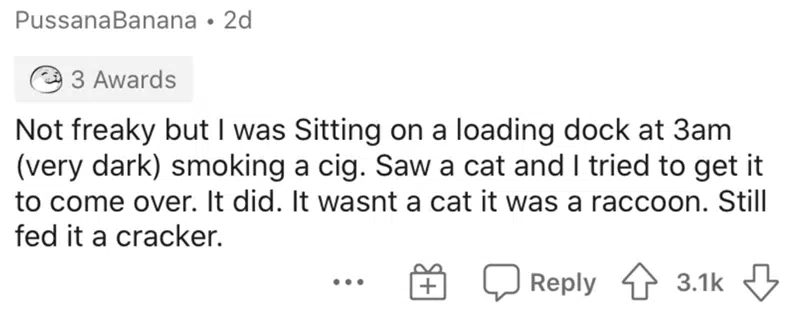 PussanaBanana • 2d
3 Awards
Not freaky but I was Sitting on a loading dock at 3am
(very dark) smoking a cig. Saw a cat and I tried to get it
to come over. It did. It wasnt a cat it was a raccoon. Still
fed it a cracker.
Reply 3.1k